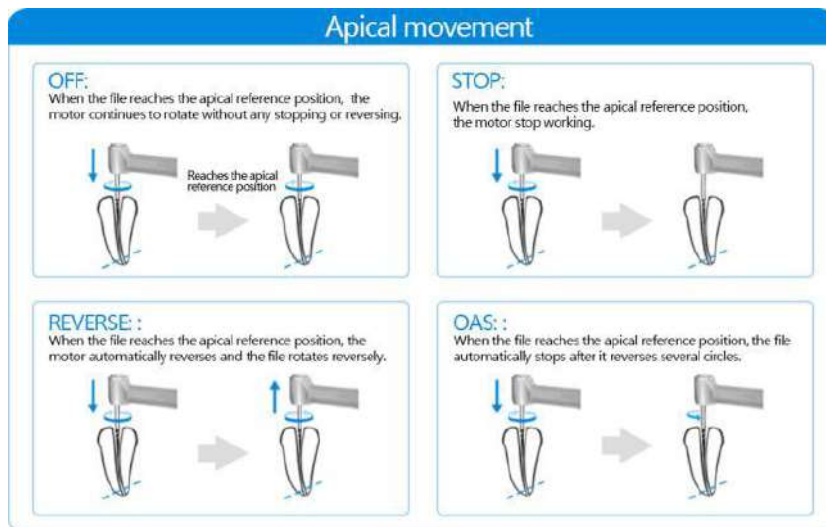 Apical movement
OFF:
When the file reaches the apical reference position, the
motor continues to rotate without any stopping or reversing.
Reaches the apical
reference position
STOP:
When the file reaches the apical reference position,
the motor stop working.
REVERSE: :
When the file reaches the apical reference position, the
motor automatically reverses and the file rotates reversely.
OAS: :
When the file reaches the apical reference position, the file
automatically stops after it reverses several circles.